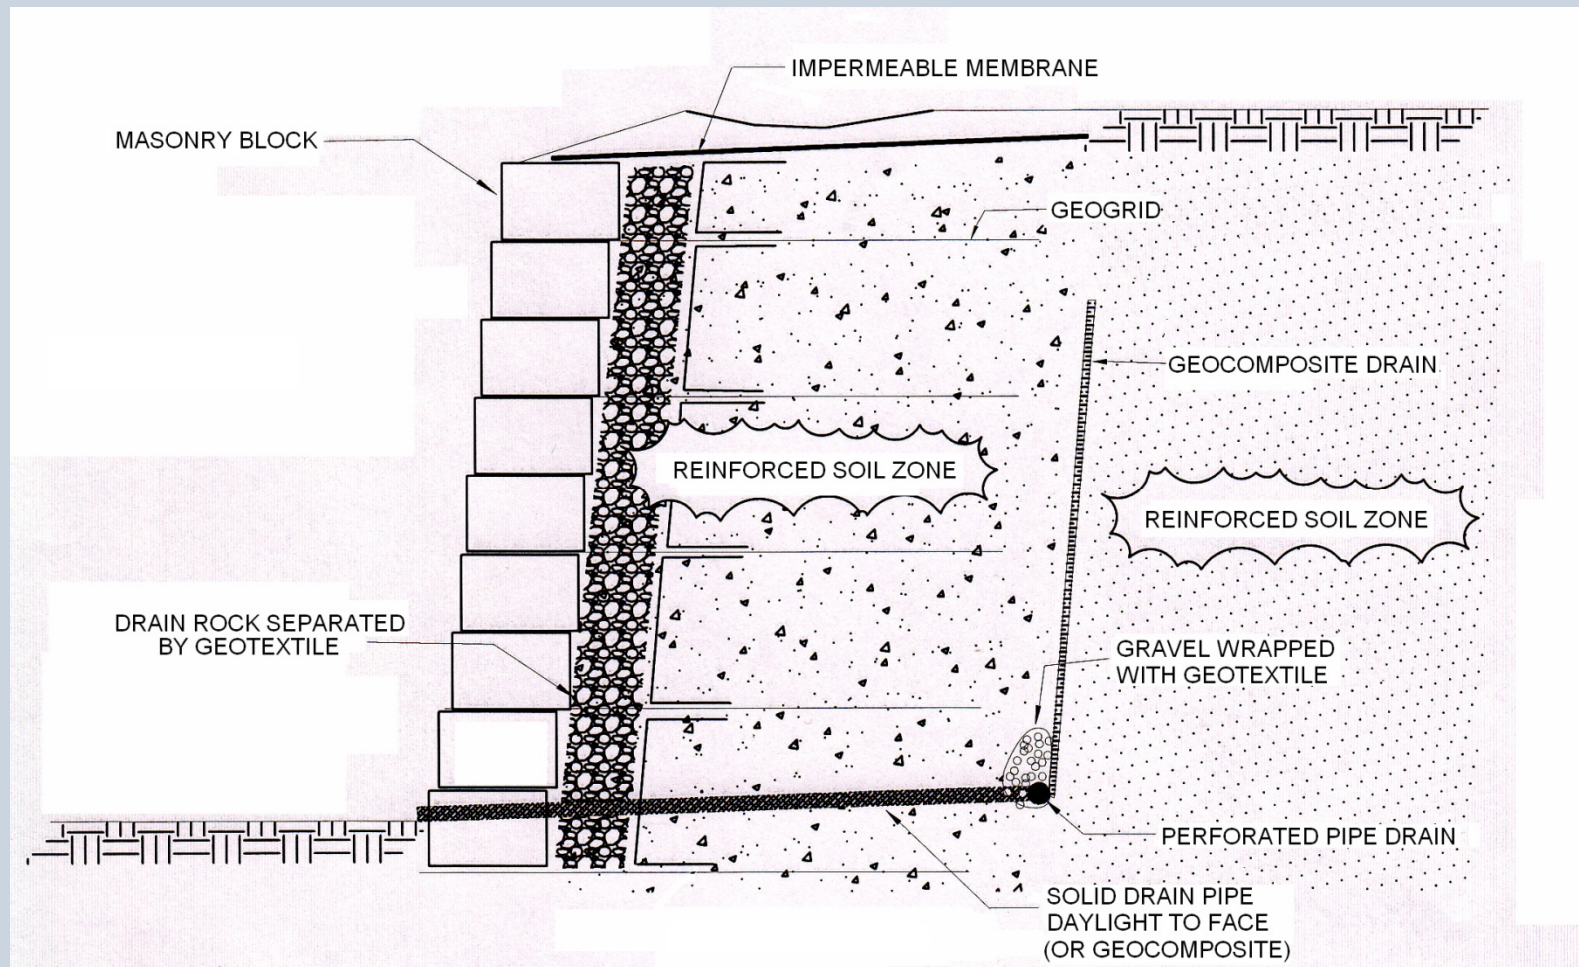 IMPERMEABLE MEMBRANE
MASONRY BLOCK
GEOGRID
GEOCOMPOSITE DRAIN
REINFORCED SOIL ZONE
REINFORCED SOIL ZONE
DRAIN ROCK SEPARATED
BY GEOTEXTILE
GRAVEL WRAPPED
WITH GEOTEXTILE
PERFORATED PIPE DRAIN
SOLID DRAIN PIPE
DAYLIGHT TO FACE
(OR GEOCOMPOSITE)